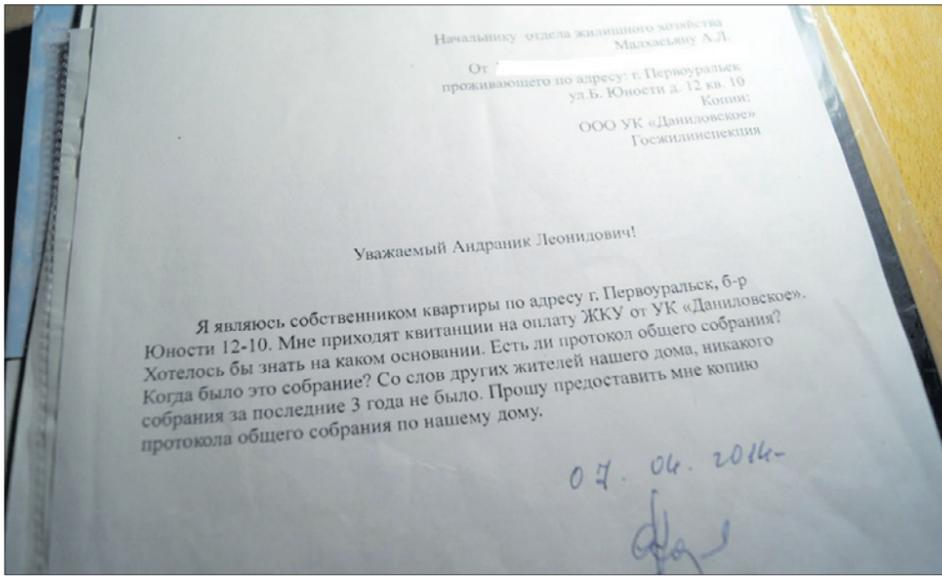 Начальнику отдела жилищного хозяйства
Малхасьяну А.Л.
От
проживающего по адресу: г. Первоуральск
ул.Б. Юности д. 12 кв. 10
Копии:
ООО УК «Даниловское»
Госжилинспекция
Уважаемый Андраник Леонидович!
Я являюсь собственником квартиры по адресу г. Первоуральск, б-р
Юности 12-10. Мне приходят квитанции на оплату ЖКУ от УК «Даниловское».
Хотелось бы знать на каком основании. Есть ли протокол общего собрания?
Когда было это собрание? Со слов других жителей нашего дома, никакого
собрания за последние 3 года не было. Прошу предоставить мне копию
протокола общего собрания по нашему дому.
07. 04. 2014